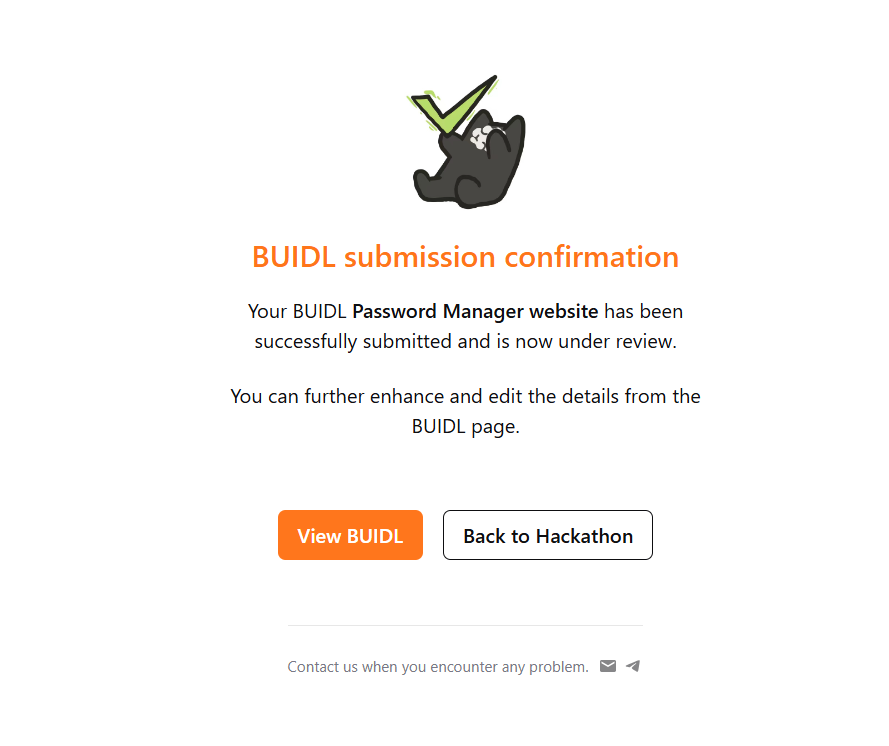 BUIDL submission confirmation
Your BUIDL Password Manager website has been
successfully submitted and is now under review.
You can further enhance and edit the details from the
BUIDL page.
View BUIDL
Back to Hackathon
Contact us when you encounter any problem.